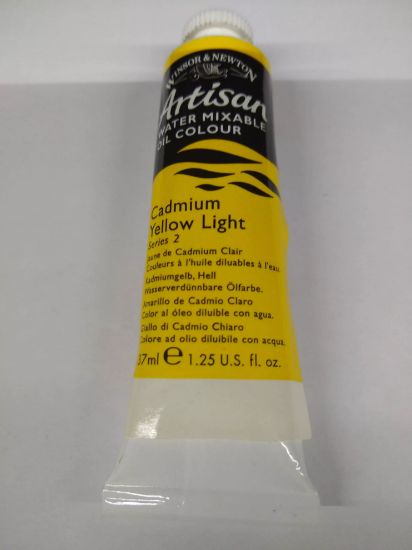 WINSOR & NEWTON
Artisan
WATER MIXABLE
OIL COLOUR
Cadmium
Yellow Light
Series 2
Jaune de Cadmium Clair
Couleurs à l'huile diluables à l'eau.
Kadmiumgelb, Hell
Wasserverdünnbare Ölfarbe.
Amarillo de Cadmio Claro
Color al óleo diluible con agua.
Giallo di Cadmio Chiaro
Colore ad olio diluibile con acqua.
37ml ℮ 1.25 U.S. fl. oz.